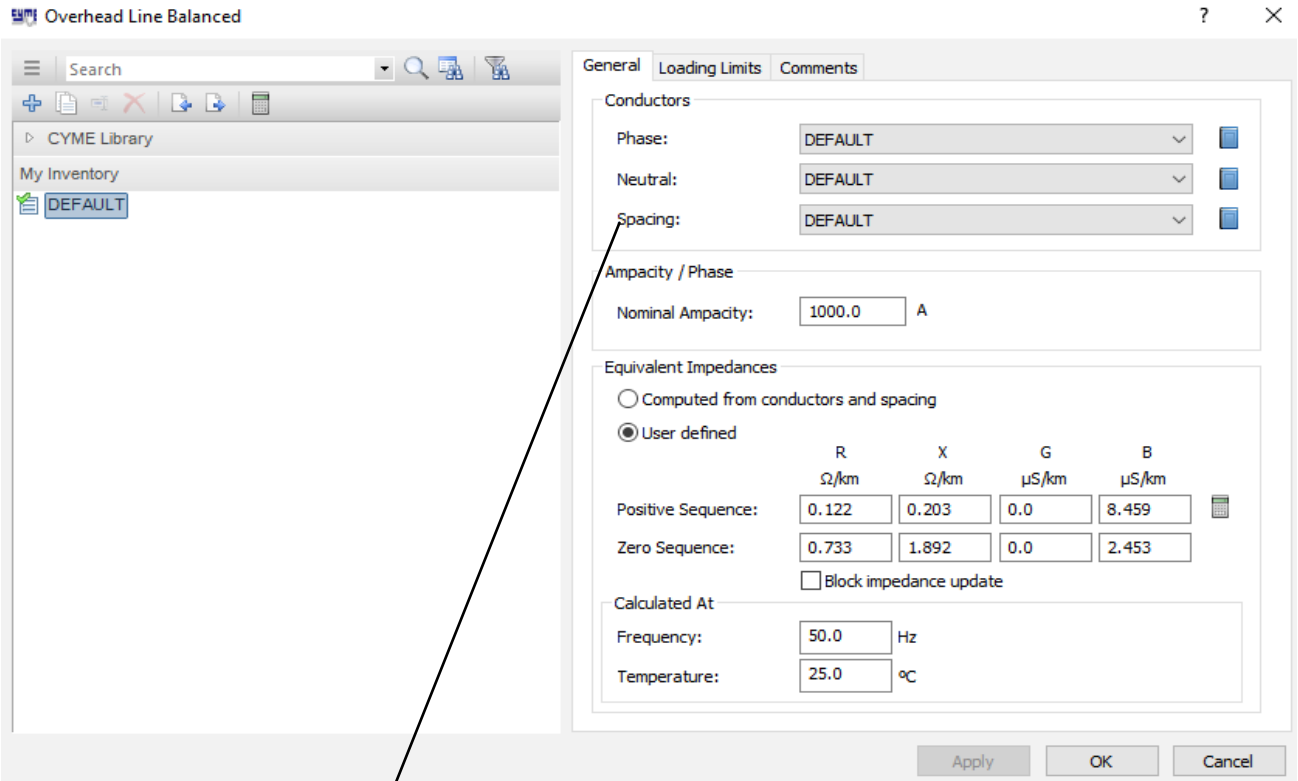 CYME Overhead Line Balanced
Search
CYME Library
My Inventory
DEFAULT
General Loading Limits Comments
Conductors
Phase: DEFAULT
Neutral: DEFAULT
Spacing: DEFAULT
Ampacity / Phase
Nominal Ampacity: 1000.0 A
Equivalent Impedances
Computed from conductors and spacing
User defined
R X G B
Ω/km Ω/km µS/km µS/km
Positive Sequence: 0.122 0.203 0.0 8.459
Zero Sequence: 0.733 1.892 0.0 2.453
Block impedance update
Calculated At
Frequency: 50.0 Hz
Temperature: 25.0 ºC
Apply OK Cancel